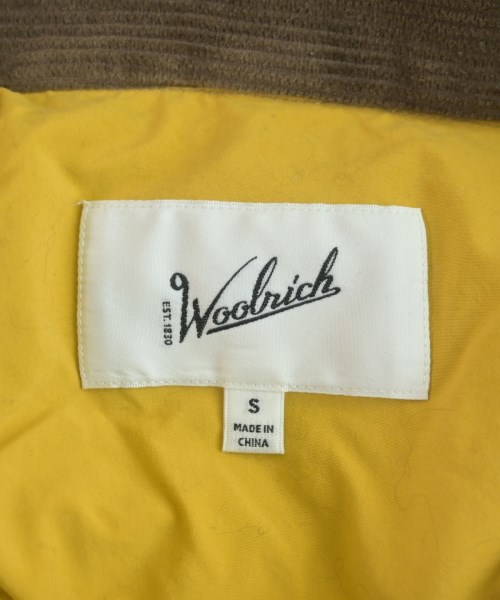 EST. 1830
Woolrich
S
MADE IN
CHINA